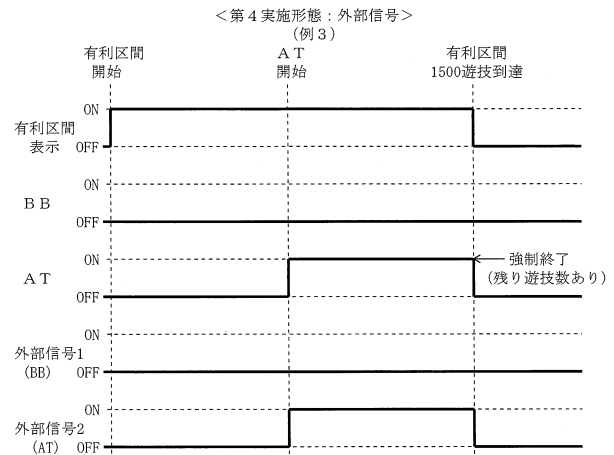 ＜第４実施形態：外部信号＞
（例３）
有利区間
開始
ＡＴ
開始
有利区間
1500遊技到達
有利区間
表示
ON
OFF
ＢＢ
ON
OFF
ＡＴ
ON
OFF
強制終了
（残り遊技数あり）
外部信号1
（BB）
ON
OFF
外部信号2
（AT）
ON
OFF